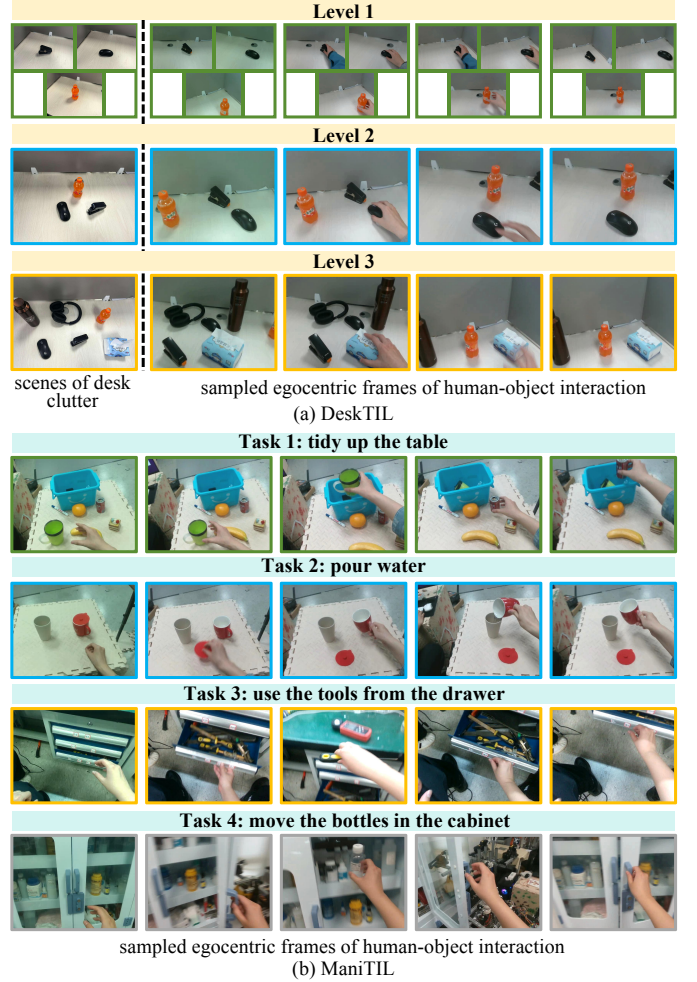 Level 1
Level 2
Level 3
scenes of desk
clutter
sampled egocentric frames of human-object interaction
(a) DeskTIL
Task 1: tidy up the table
Task 2: pour water
Task 3: use the tools from the drawer
Task 4: move the bottles in the cabinet
sampled egocentric frames of human-object interaction
(b) ManiTIL